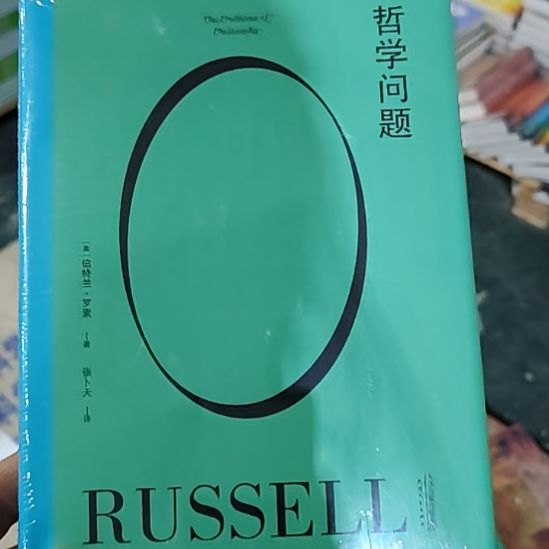 The Problems of
Philosophy
哲学问题
[英] 伯特兰·罗素 — 著
张卜天 — 译
RUSSELL